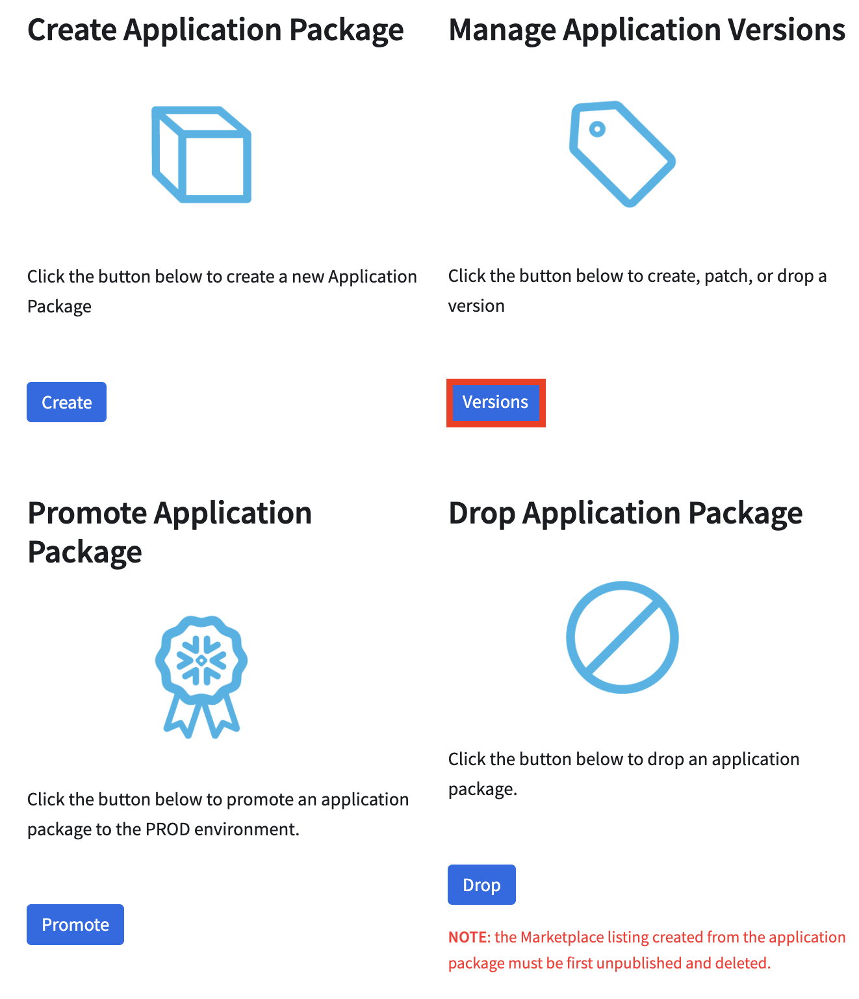 Create Application Package
Click the button below to create a new Application
Package
Create
Manage Application Versions
Click the button below to create, patch, or drop a
version
Versions
Promote Application
Package
Click the button below to promote an application
package to the PROD environment.
Promote
Drop Application Package
Click the button below to drop an application
package.
Drop
NOTE: the Marketplace listing created from the application
package must be first unpublished and deleted.